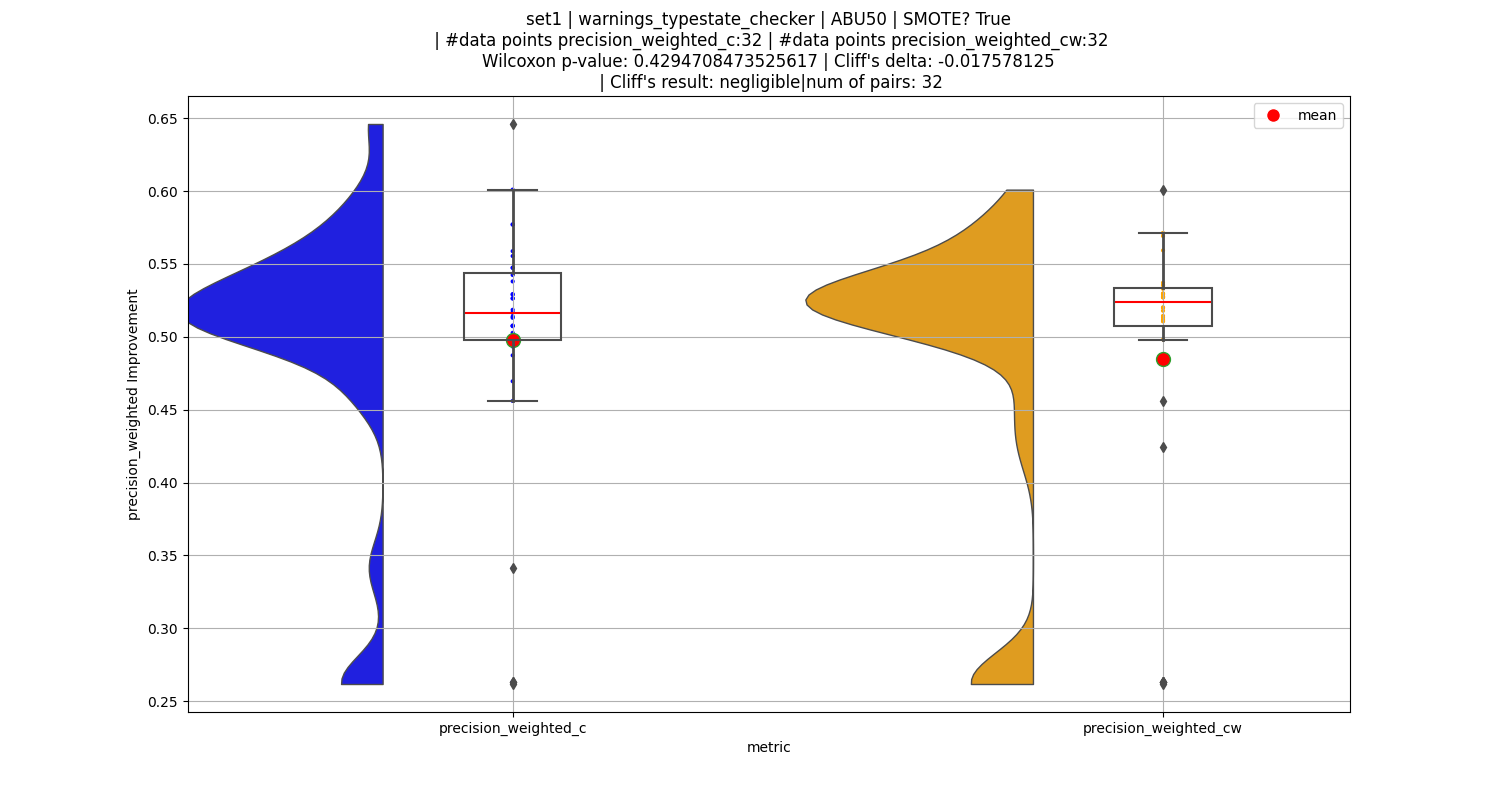 set1 | warnings_typestate_checker | ABU50 | SMOTE? True
| #data points precision_weighted_c:32 | #data points precision_weighted_cw:32
Wilcoxon p-value: 0.4294708473525617 | Cliff's delta: -0.017578125
| Cliff's result: negligible|num of pairs: 32
mean
precision_weighted Improvement
0.65
0.60
0.55
0.50
0.45
0.40
0.35
0.30
0.25
precision_weighted_c
precision_weighted_cw
metric